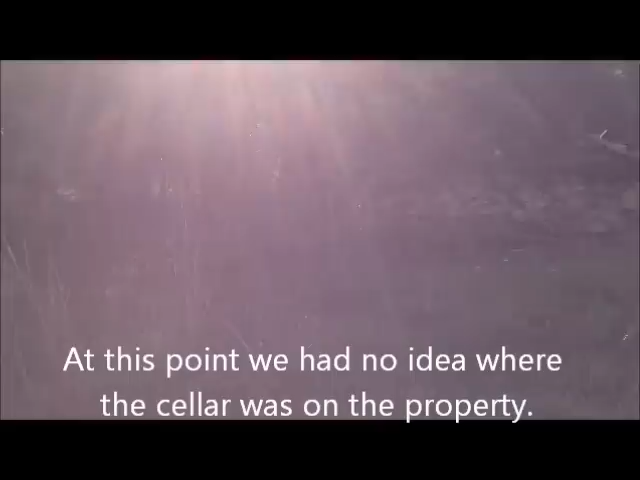 At this point we had no idea where
the cellar was on the property.